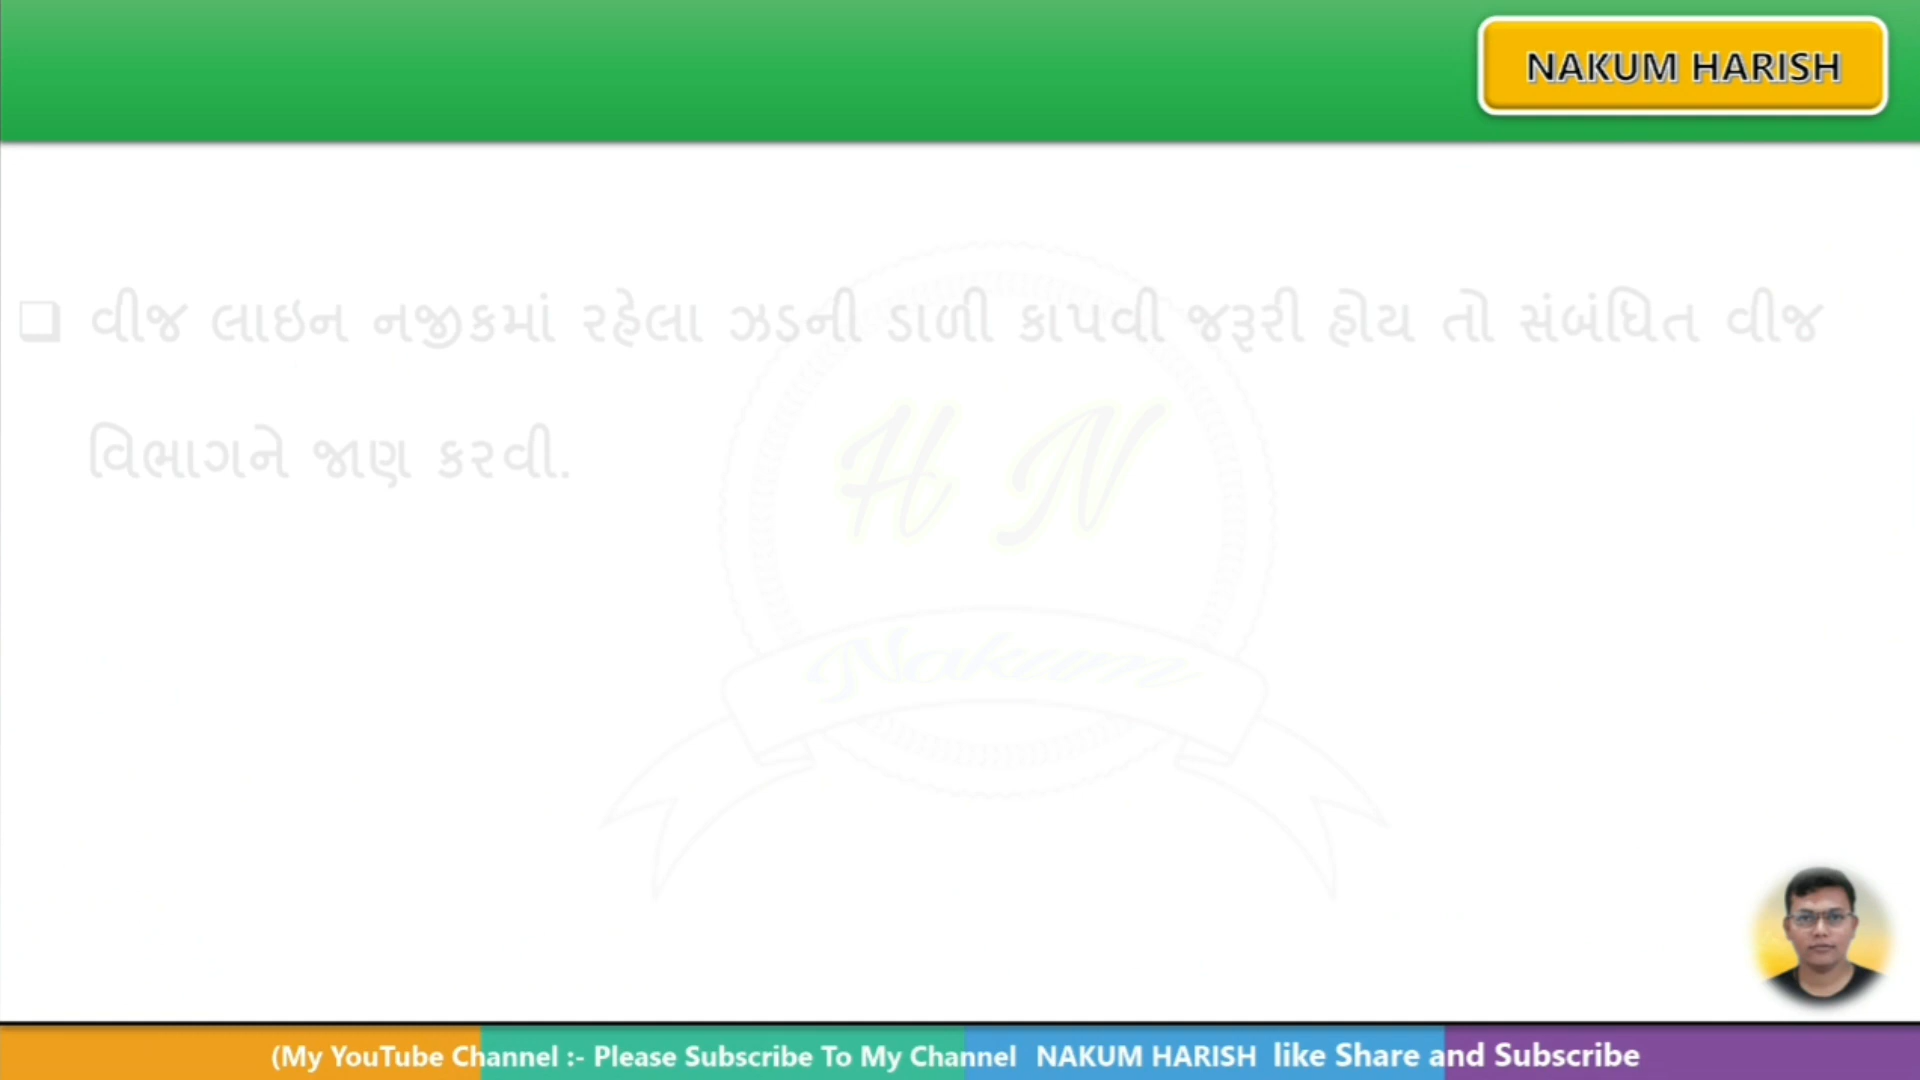 NAKUM HARISH
❑ વીજ લાઇન નજીકમાં રહેલા ઝડની ડાળી કાપવી જરૂરી હોય તો સંબંધિત વીજ
વિભાગને જાણ કરવી.
H N
Nakum
(My YouTube Channel :- Please Subscribe To My Channel NAKUM HARISH like Share and Subscribe